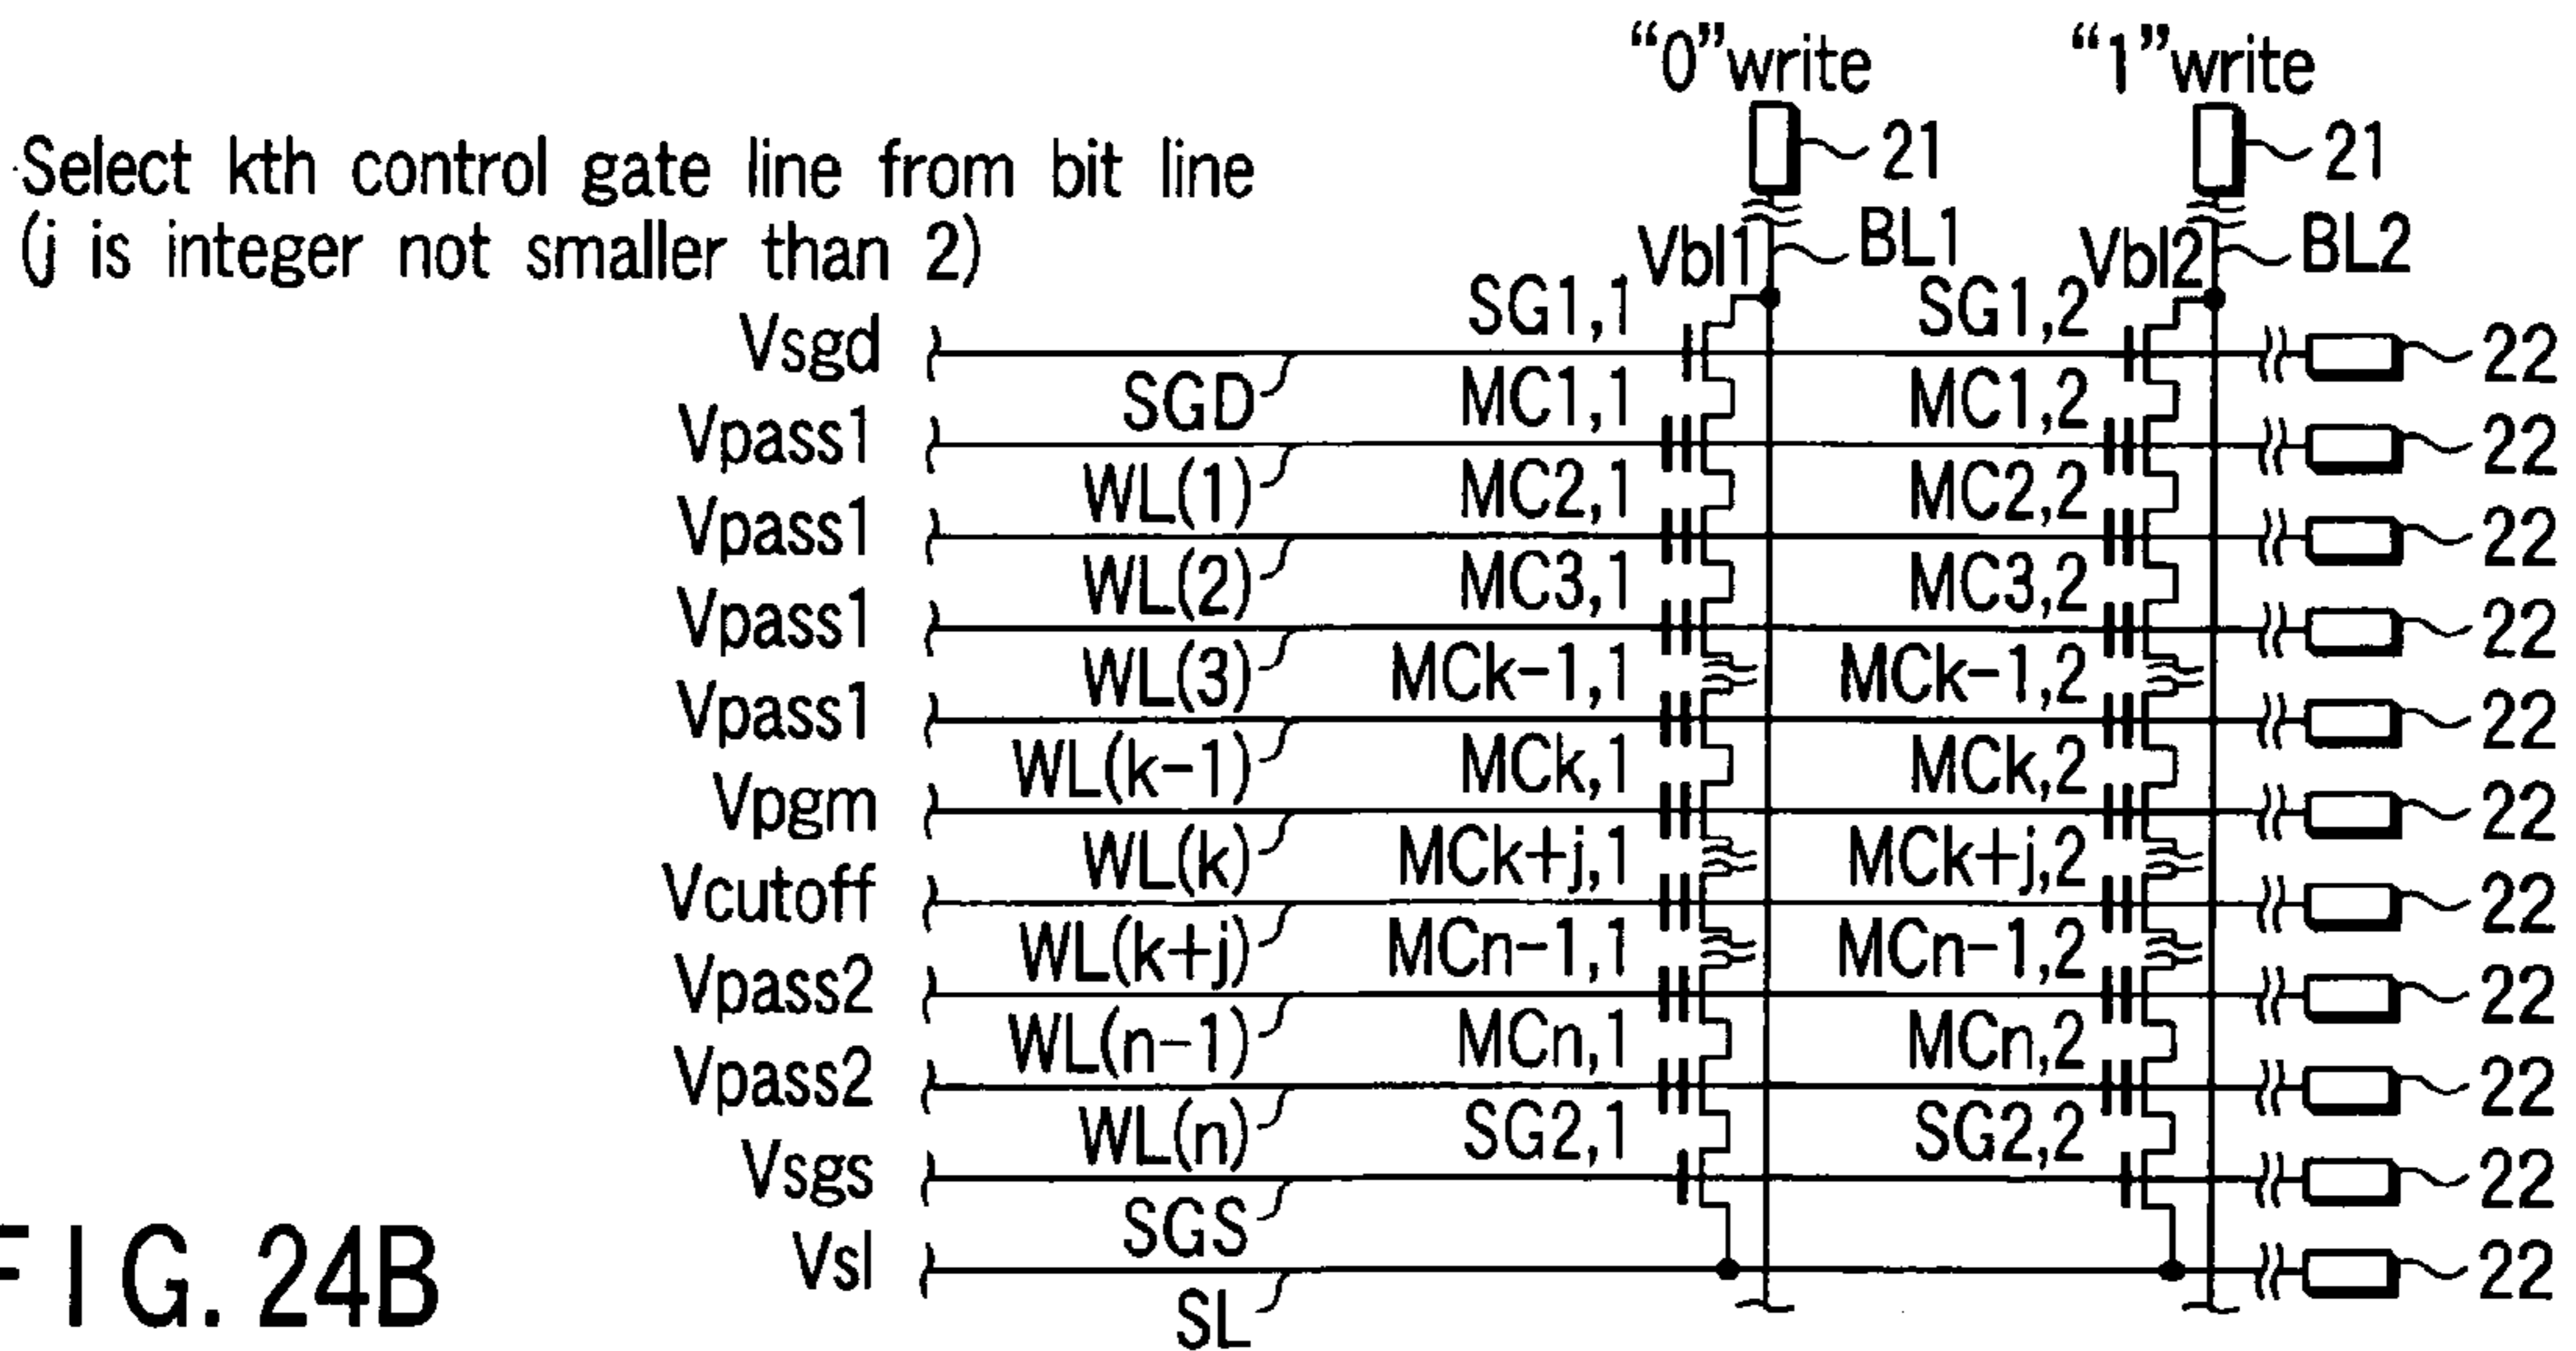 “0”write “1”write
21 21
Select kth control gate line from bit line
(j is integer not smaller than 2)
Vbl1 BL1 Vbl2 BL2
SG1,1 SG1,2
Vsgd 22
SGD MC1,1 MC1,2
Vpass1 22
WL(1) MC2,1 MC2,2
Vpass1 22
WL(2) MC3,1 MC3,2
Vpass1 22
WL(3) MCk-1,1 MCk-1,2
Vpass1 22
WL(k-1) MCk,1 MCk,2
Vpgm 22
WL(k) MCk+j,1 MCk+j,2
Vcutoff 22
WL(k+j) MCn-1,1 MCn-1,2
Vpass2 22
WL(n-1) MCn,1 MCn,2
Vpass2 22
WL(n) SG2,1 SG2,2
Vsgs 22
SGS
Vsl 22
SL
FIG. 24B